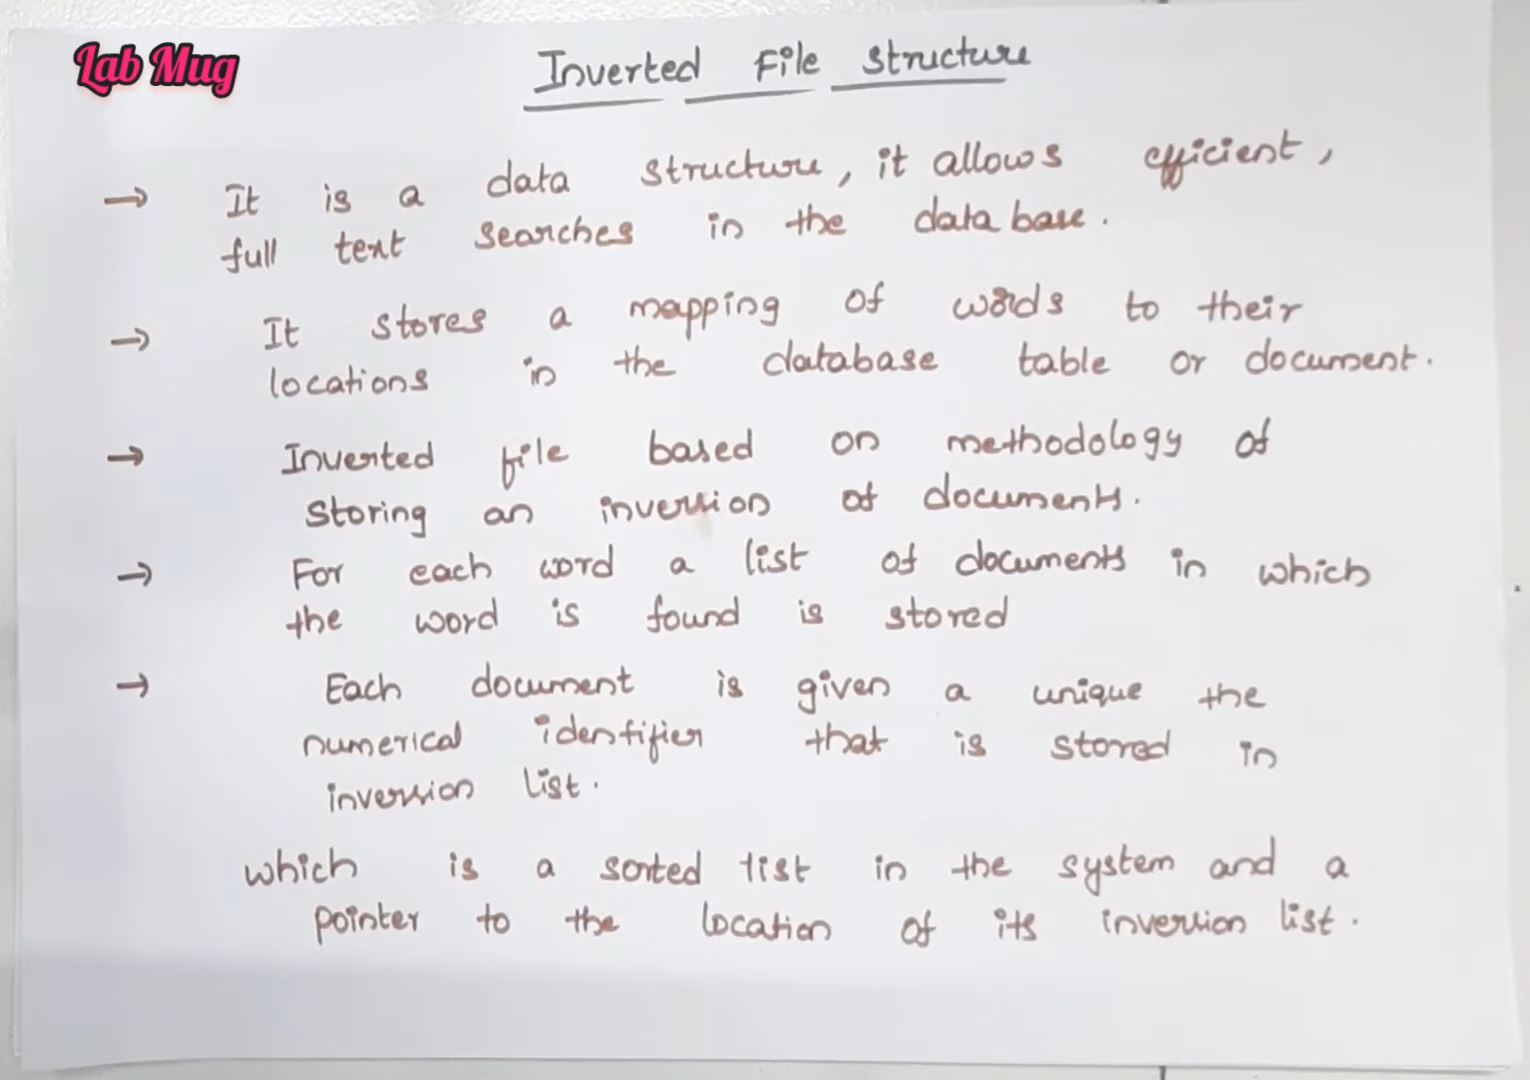 Lab Mug
Inverted File Structure
→ It is a data structure, it allows efficient,
full text searches in the data base.
→ It stores a mapping of words to their
locations in the database table or document.
→ Inverted file based on methodology of
storing an inversion of documents.
→ For each word a list of documents in which
the word is found is stored
→ Each document is given a unique the
numerical identifier that is stored in
inversion list.
which is a sorted list in the system and a
pointer to the location of its inversion list.